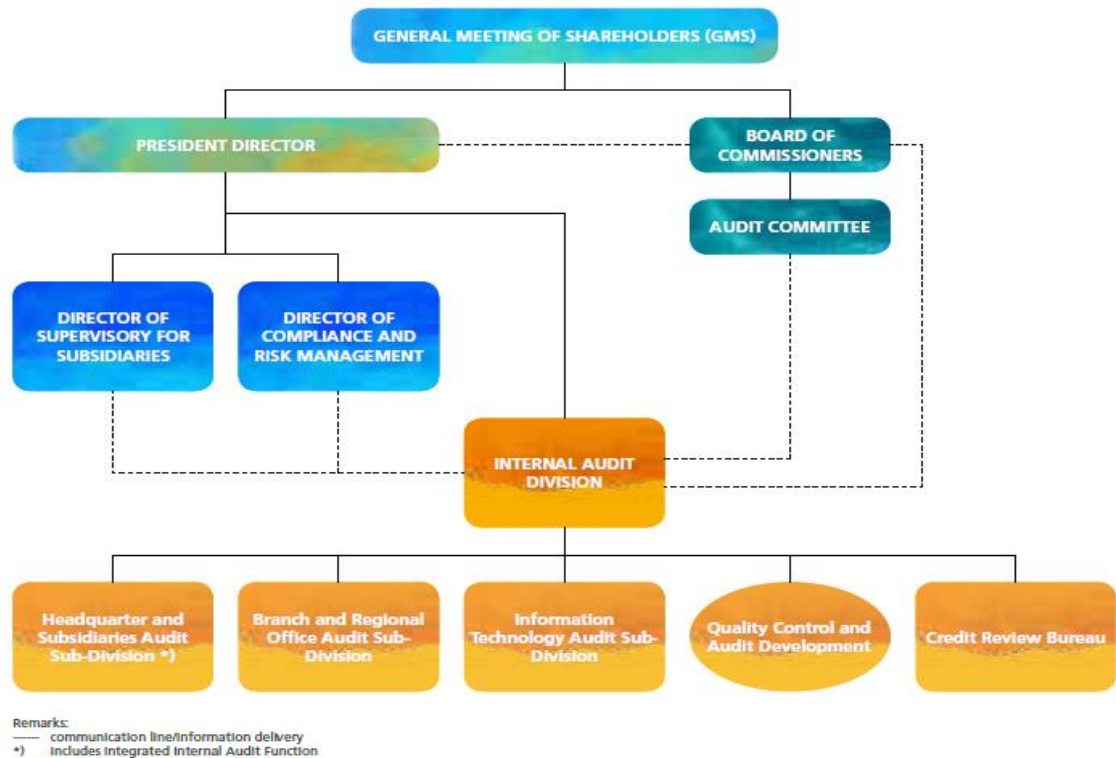 GENERAL MEETING OF SHAREHOLDERS (GMS)
PRESIDENT DIRECTOR
BOARD OF
COMMISSIONERS
AUDIT COMMITTEE
DIRECTOR OF
SUPERVISORY FOR
SUBSIDIARIES
DIRECTOR OF
COMPLIANCE AND
RISK MANAGEMENT
INTERNAL AUDIT
DIVISION
Headquarter and
Subsidiaries Audit
Sub-Division *)
Branch and Regional
Office Audit Sub-
Division
Information
Technology Audit Sub-
Division
Quality Control and
Audit Development
Credit Review Bureau
Remarks:
------ communication line/information delivery
*) Includes Integrated Internal Audit Function